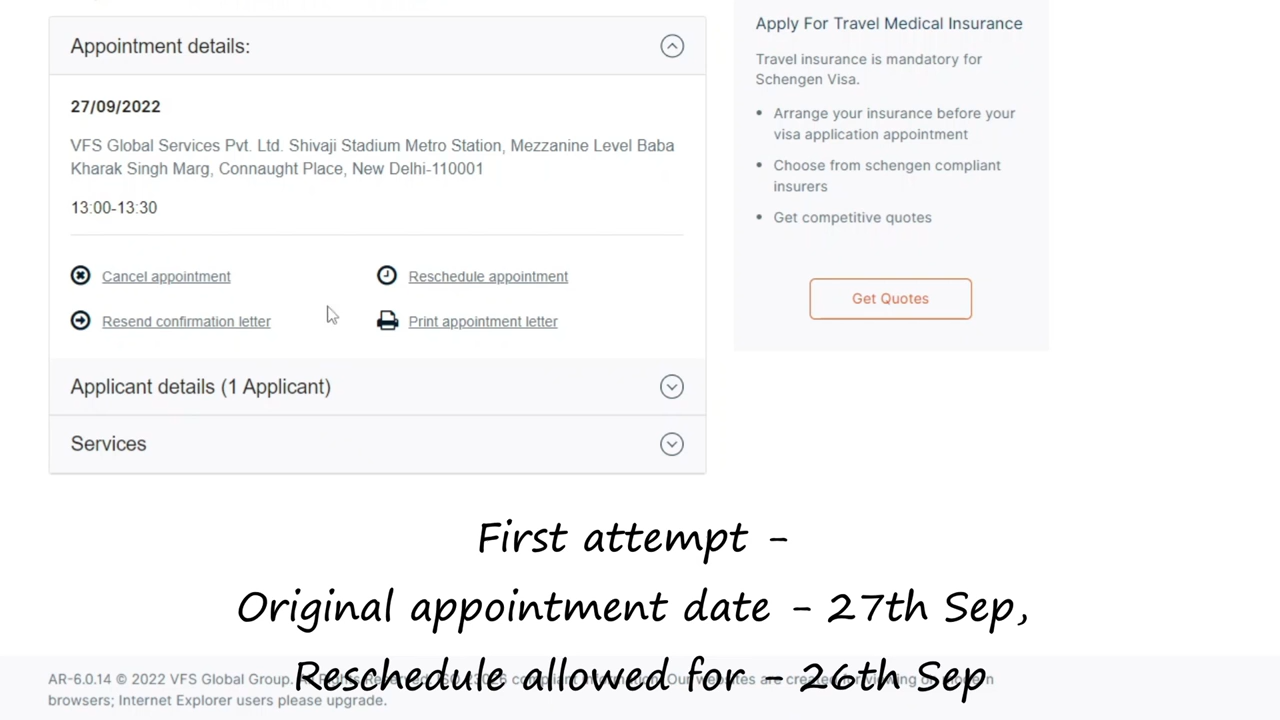 Appointment details:
27/09/2022
VFS Global Services Pvt. Ltd. Shivaji Stadium Metro Station, Mezzanine Level Baba
Kharak Singh Marg, Connaught Place, New Delhi-110001
13:00-13:30
Cancel appointment
Reschedule appointment
Resend confirmation letter
Print appointment letter
Applicant details (1 Applicant)
Services
Apply For Travel Medical Insurance
Travel insurance is mandatory for
Schengen Visa.
• Arrange your insurance before your
visa application appointment
• Choose from schengen compliant
insurers
• Get competitive quotes
Get Quotes
First attempt -
Original appointment date - 27th Sep,
Reschedule allowed for - 26th Sep
AR-6.0.14 © 2022 VFS Global Group.
browsers; Internet Explorer users please upgrade.